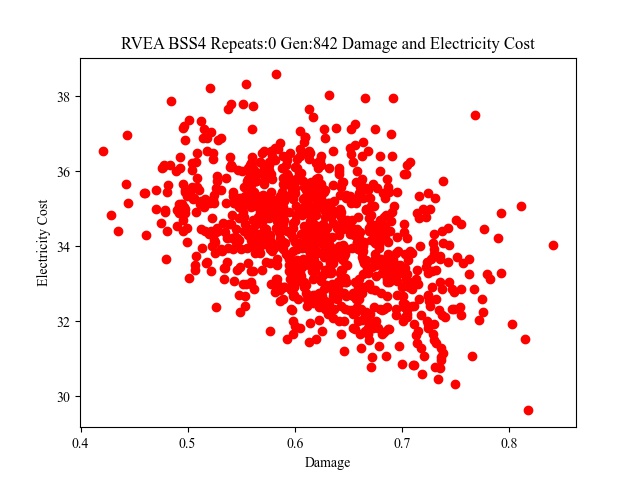 RVEA BSS4 Repeats:0 Gen:842 Damage and Electricity Cost
38
36
34
32
30
Electricity Cost
0.4 0.5 0.6 0.7 0.8
Damage